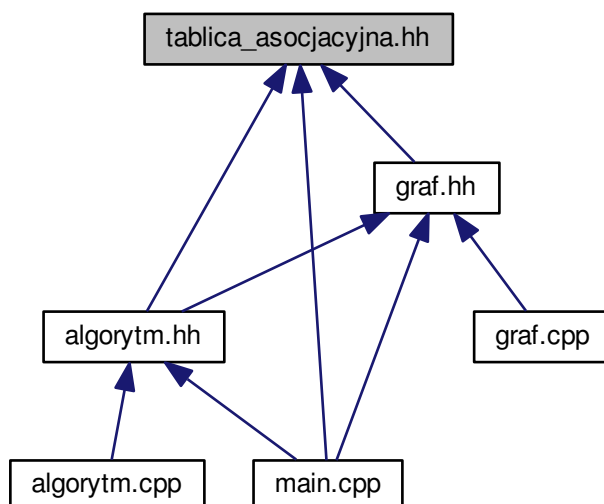 tablica_asocjacyjna.hh
graf.hh
algorytm.hh
graf.cpp
algorytm.cpp
main.cpp